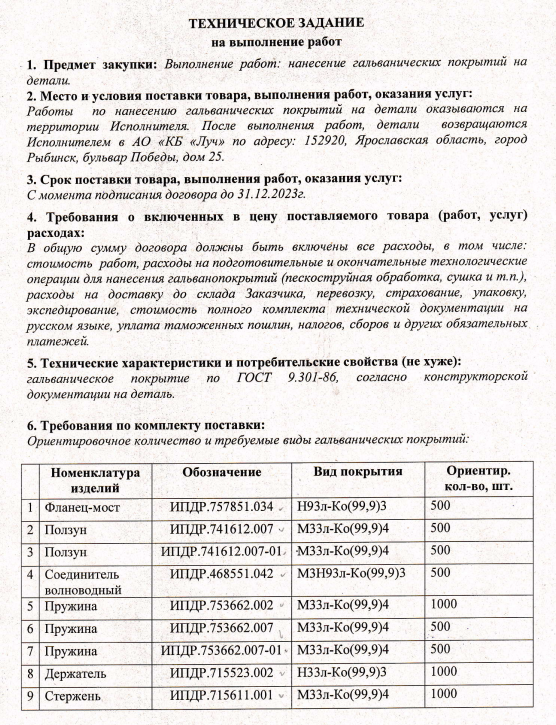 ТЕХНИЧЕСКОЕ ЗАДАНИЕ
на выполнение работ
1. Предмет закупки: Выполнение работ: нанесение гальванических покрытий на
детали.
2. Место и условия поставки товара, выполнения работ, оказания услуг:
Работы по нанесению гальванических покрытий на детали оказываются на
территории Исполнителя. После выполнения работ, детали возвращаются
Исполнителем в АО «КБ «Луч» по адресу: 152920, Ярославская область, город
Рыбинск, бульвар Победы, дом 25.
3. Срок поставки товара, выполнения работ, оказания услуг:
С момента подписания договора до 31.12.2023г.
4. Требования о включенных в цену поставляемого товара (работ, услуг)
расходах:
В общую сумму договора должны быть включены все расходы, в том числе:
стоимость работ, расходы на подготовительные и окончательные технологические
операции для нанесения гальванопокрытий (пескоструйная обработка, сушка и т.п.),
расходы на доставку до склада Заказчика, перевозку, страхование, упаковку,
экспедирование, стоимость полного комплекта технической документации на
русском языке, уплата таможенных пошлин, налогов, сборов и других обязательных
платежей.
5. Технические характеристики и потребительские свойства (не хуже):
гальваническое покрытие по ГОСТ 9.301-86, согласно конструкторской
документации на деталь.
6. Требования по комплекту поставки:
Ориентировочное количество и требуемые виды гальванических покрытий:
Номенклатура изделий Обозначение Вид покрытия Ориентир. кол-во, шт.
1 Фланец-мост ИПДР.757851.034 Н93л-Ко(99,9)3 500
2 Ползун ИПДР.741612.007 М33л-Ко(99,9)4 500
3 Ползун ИПДР.741612.007-01 М33л-Ко(99,9)4 500
4 Соединитель волноводный ИПДР.468551.042 М3Н93л-Ко(99,9)3 500
5 Пружина ИПДР.753662.002 М33л-Ко(99,9)4 1000
6 Пружина ИПДР.753662.007 М33л-Ко(99,9)4 500
7 Пружина ИПДР.753662.007-01 М33л-Ко(99,9)4 500
8 Держатель ИПДР.715523.002 Н33л-Ко(99,9)3 1000
9 Стержень ИПДР.715611.001 М33л-Ко(99,9)4 1000